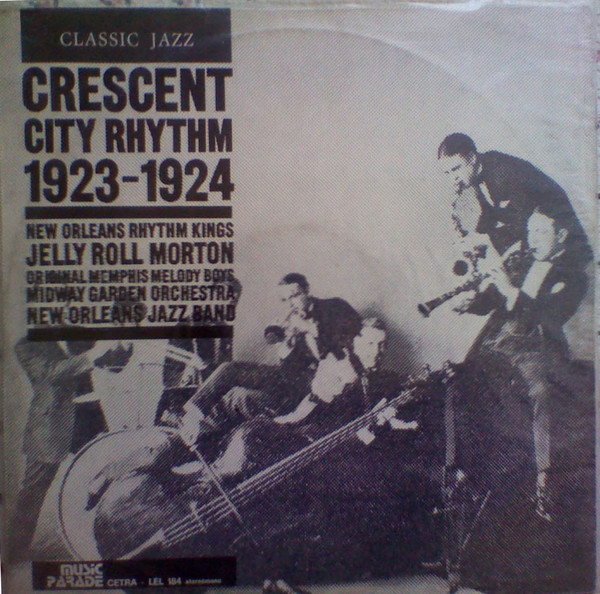 CLASSIC JAZZ
CRESCENT
CITY RHYTHM
1923-1924
NEW ORLEANS RHYTHM KINGS
JELLY ROLL MORTON
ORIGINAL MEMPHIS MELODY BOYS
MIDWAY GARDEN ORCHESTRA
NEW ORLEANS JAZZ BAND
MUSIC
PARADE CETRA - LEL 184 stereomono